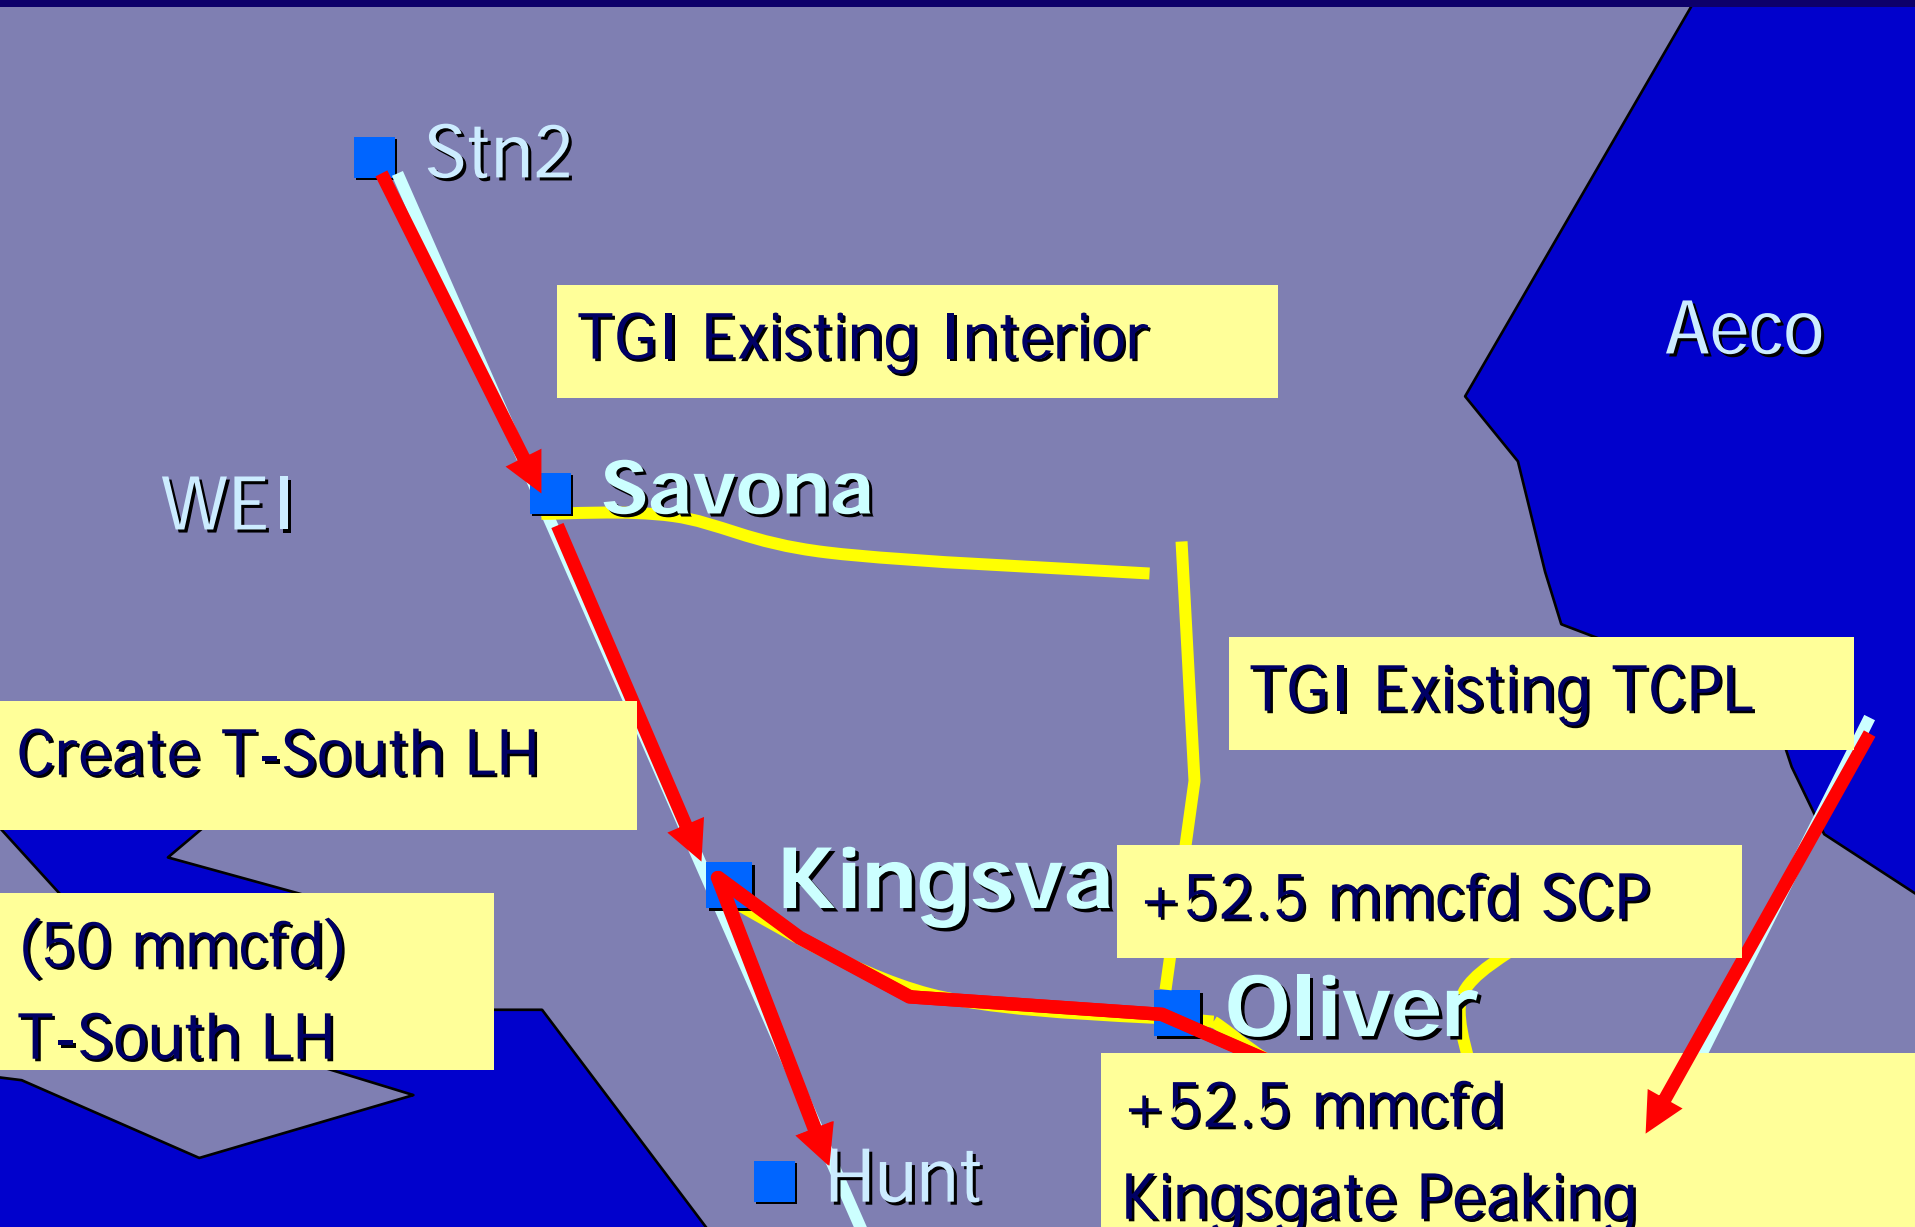 Stn2
TGI Existing Interior
Aeco
WEI
Savona
TGI Existing TCPL
Create T-South LH
Kingsva
+52.5 mmcfd SCP
(50 mmcfd)
T-South LH
Oliver
+52.5 mmcfd
Kingsgate Peaking
Hunt